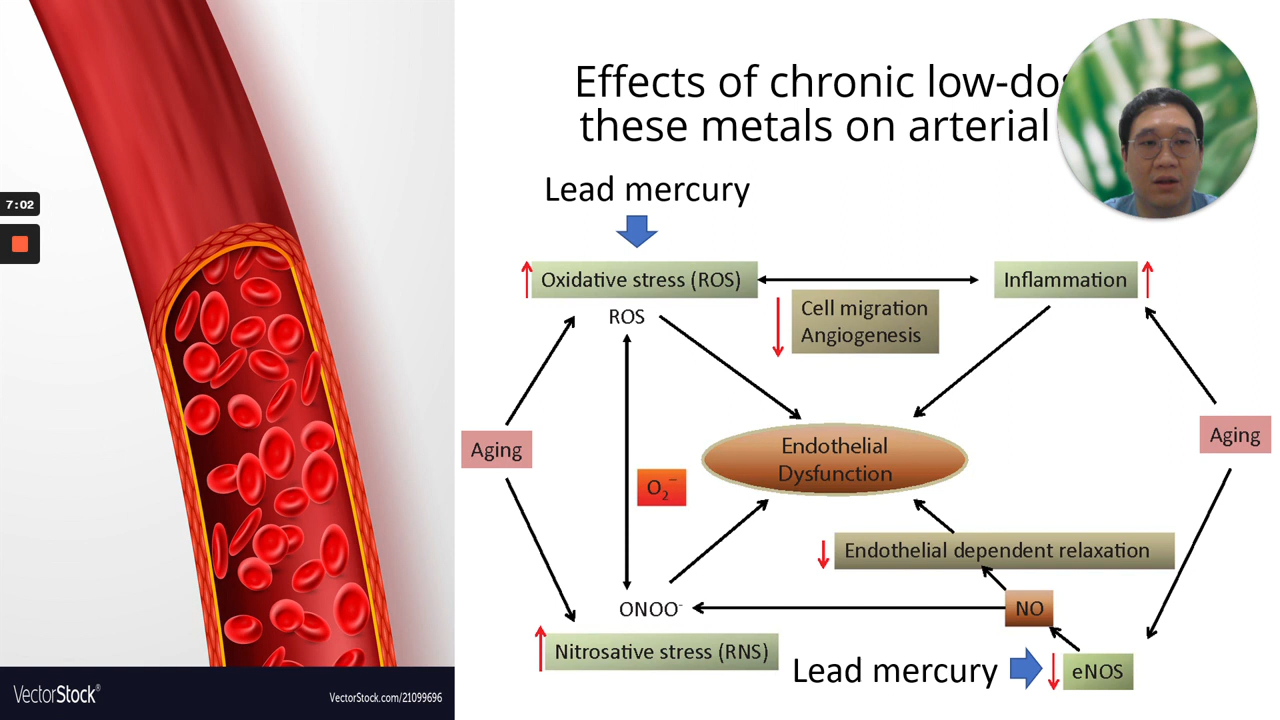 Effects of chronic low-dos
these metals on arterial
Lead mercury
7:02
Oxidative stress (ROS)
Inflammation
ROS
Cell migration
Angiogenesis
Aging
Aging
Endothelial
Dysfunction
O₂⁻
Endothelial dependent relaxation
ONOO⁻
NO
Nitrosative stress (RNS)
Lead mercury
eNOS
VectorStock®
VectorStock.com/21099696